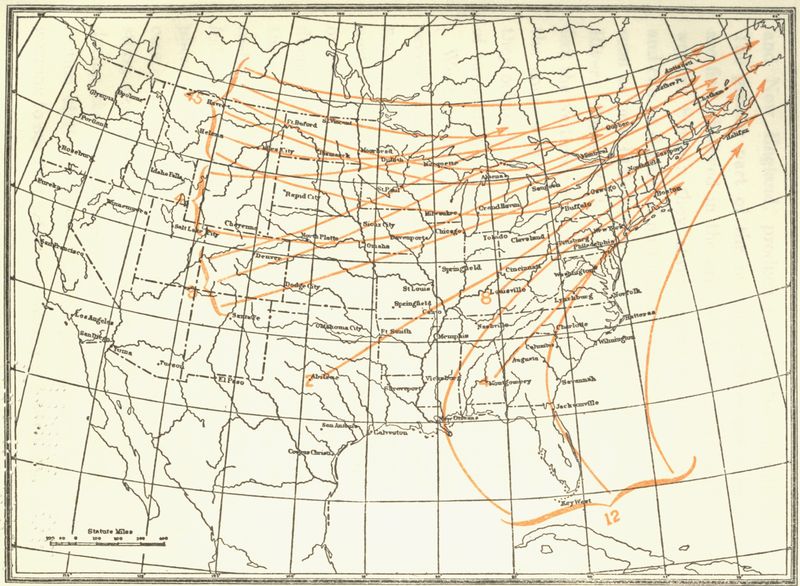 Havre
Helena
Olympia
Spokane
Portland
Roseburg
Eureka
Winnemucca
San Francisco
Los Angeles
San Diego
Yuma
Tucson
El Paso
Idaho Falls
Salt Lake City
Ft Buford
St Vincent
Miles City
Bismarck
Moorhead
Duluth
Marquette
Rapid City
St Paul
Cheyenne
North Platte
Sioux City
Omaha
Davenport
Denver
Dodge City
Santa Fe
Oklahoma City
Abilene
San Antonio
Corpus Christi
Galveston
Shreveport
Vicksburg
New Orleans
Ft Smith
Memphis
Cairo
Springfield
St Louis
Springfield
Chicago
Milwaukee
Grand Haven
Alpena
Saugeen
Toledo
Cleveland
Cincinnati
Louisville
Nashville
Montgomery
Augusta
Columbia
Charlotte
Savannah
Jacksonville
Key West
Wilmington
Hatteras
Norfolk
Lynchburg
Washington
Pittsburg
Philadelphia
New York
Buffalo
Oswego
Boston
Northfield
Eastport
Montreal
Quebec
Father Pt.
Anticosti
Chatham
Halifax
2
8
12
Statute Miles